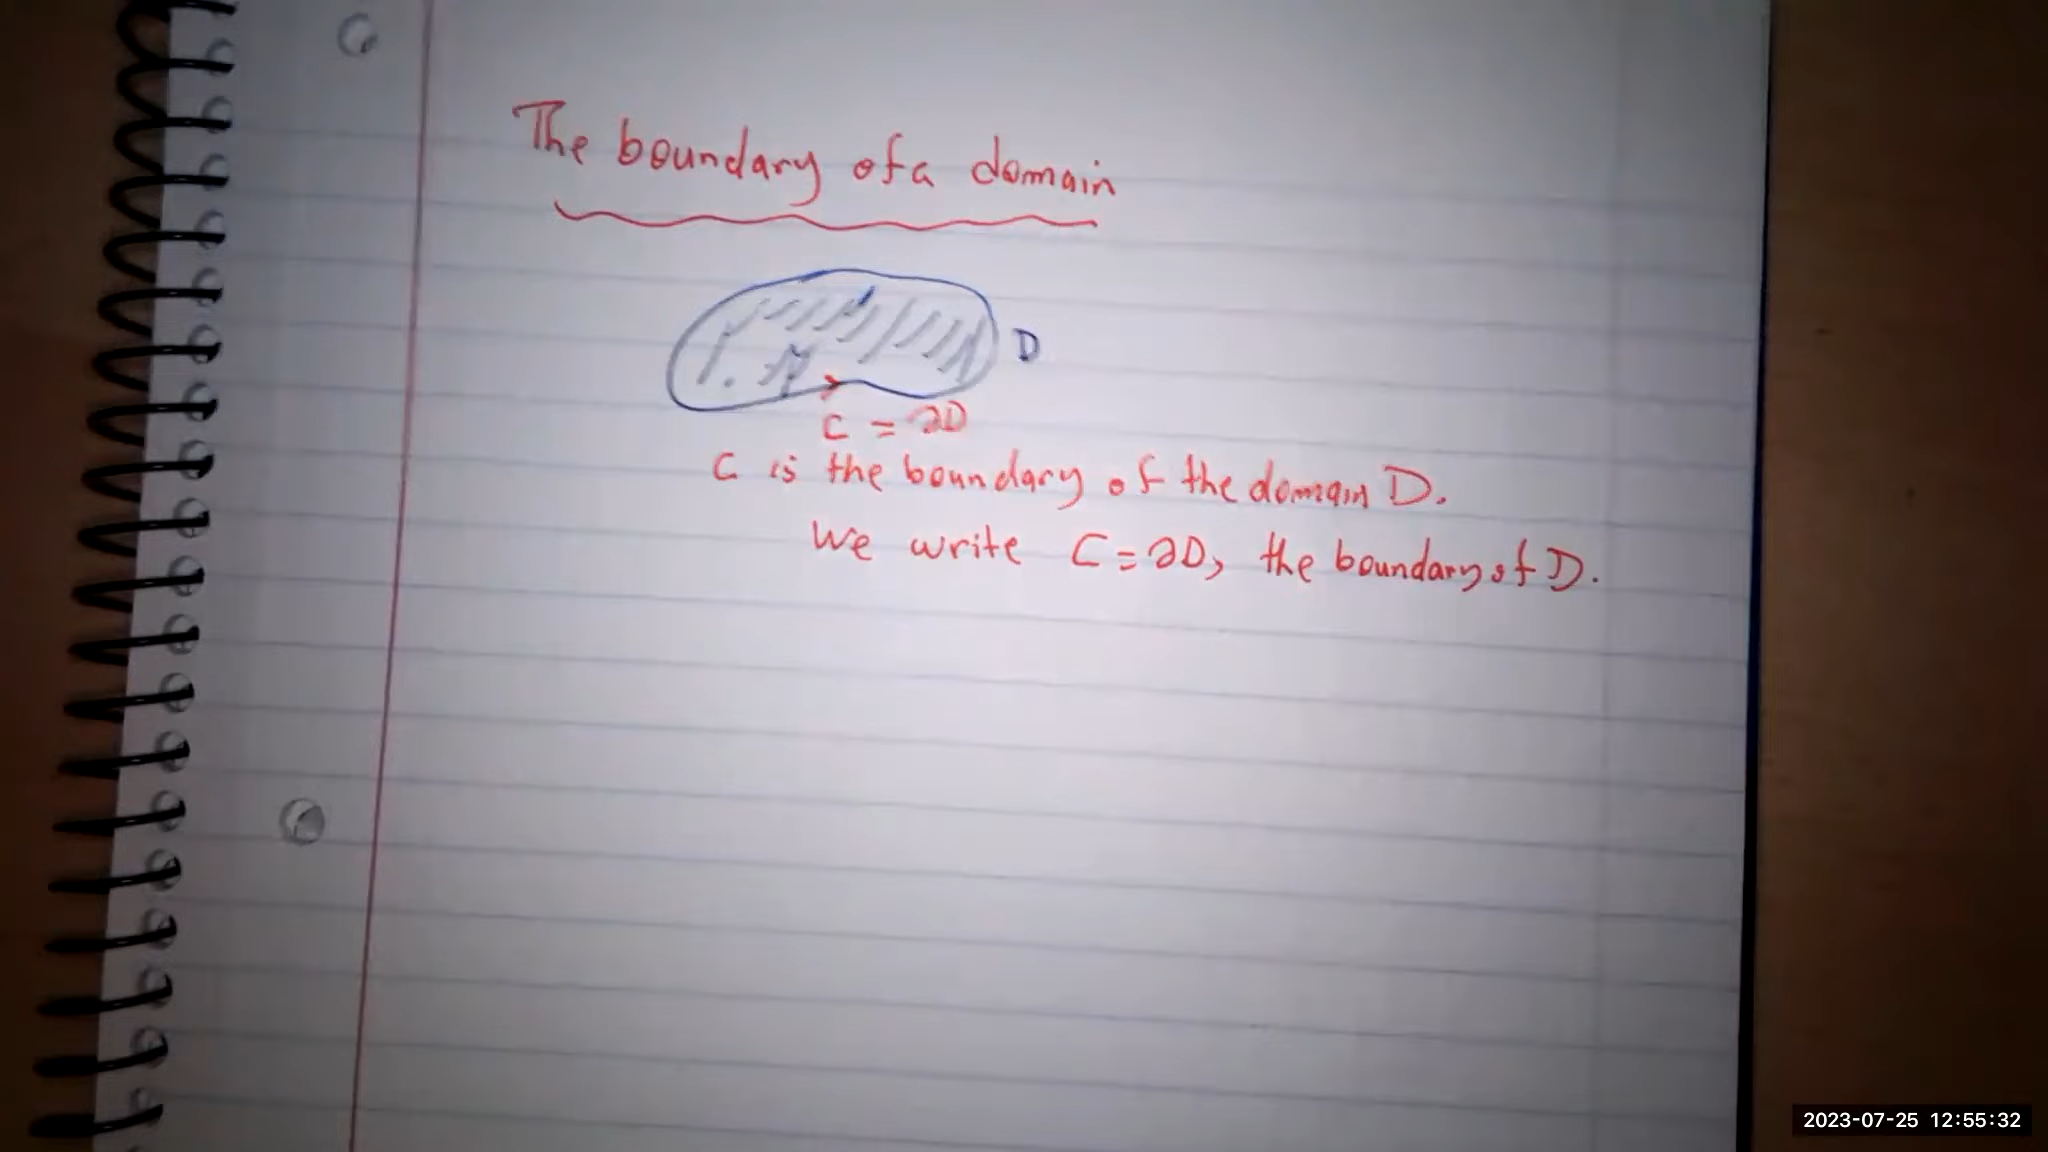 The boundary of a domain
D
C = ∂D
C is the boundary of the domain D.
We write C = ∂D, the boundary of D.
2023-07-25 12:55:32